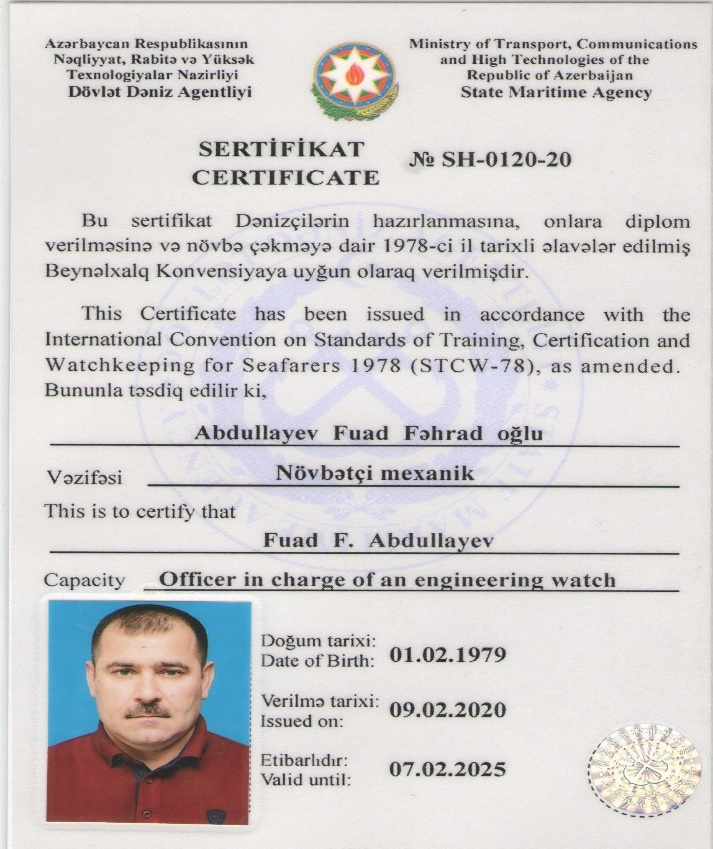 Azərbaycan Respublikasının
Nəqliyyat, Rabitə və Yüksək
Texnologiyalar Nazirliyi
Dövlət Dəniz Agentliyi
Ministry of Transport, Communications
and High Technologies of the
Republic of Azerbaijan
State Maritime Agency
SERTİFİKAT
CERTIFICATE
№ SH-0120-20
Bu sertifikat Dənizçilərin hazırlanmasına, onlara diplom
verilməsinə və növbə çəkməyə dair 1978-ci il tarixli əlavələr edilmiş
Beynəlxalq Konvensiyaya uyğun olaraq verilmişdir.
This Certificate has been issued in accordance with the
International Convention on Standards of Training, Certification and
Watchkeeping for Seafarers 1978 (STCW-78), as amended.
Bununla təsdiq edilir ki,
Abdullayev Fuad Fəhrad oğlu
Vəzifəsi Növbətçi mexanik
This is to certify that
Fuad F. Abdullayev
Capacity Officer in charge of an engineering watch
Doğum tarixi:
Date of Birth: 01.02.1979
Verilmə tarixi:
Issued on: 09.02.2020
Etibarlıdır:
Valid until: 07.02.2025